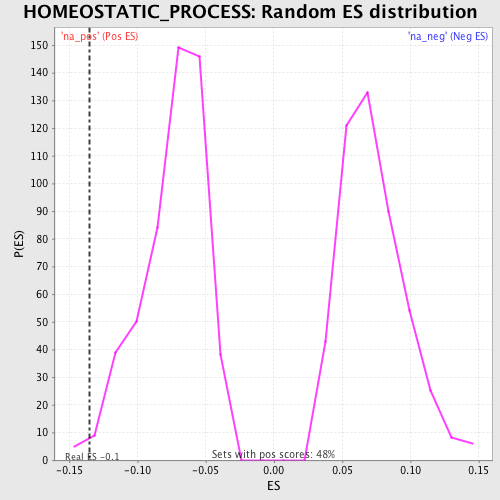 HOMEOSTATIC_PROCESS: Random ES distribution
'na_pos' (Pos ES)
'na_neg' (Neg ES)
150
140
130
120
110
100
90
80
70
60
50
40
30
20
10
0
P(ES)
Real ES -0.1
Sets with pos scores: 48%
-0.15 -0.10 -0.05 0.00 0.05 0.10 0.15
ES